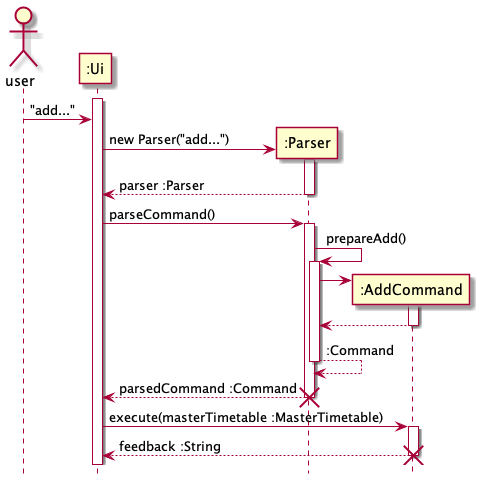 user
:Ui
"add..."
new Parser("add...")
:Parser
parser :Parser
parseCommand()
prepareAdd()
:AddCommand
:Command
parsedCommand :Command
execute(masterTimetable :MasterTimetable)
feedback :String